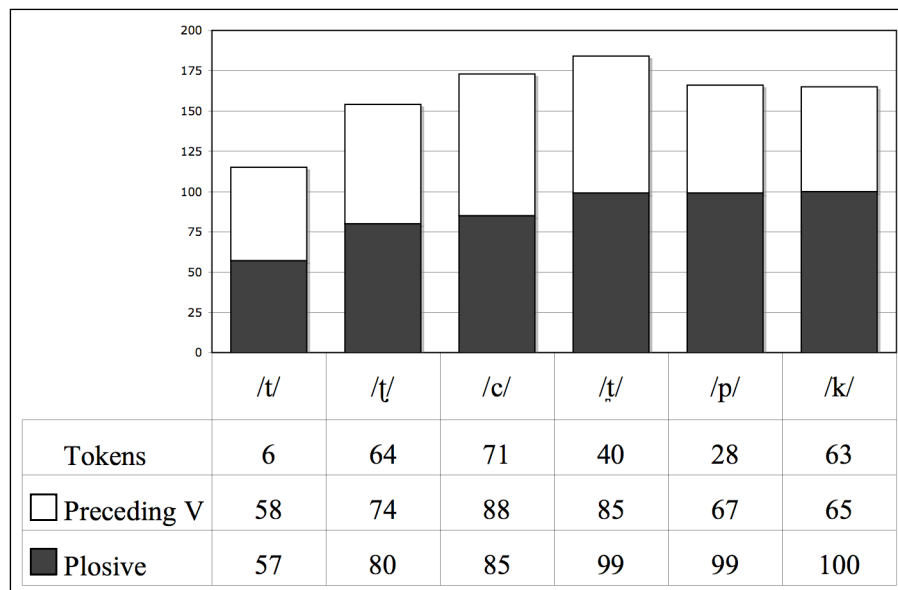 200
175
150
125
100
75
50
25
0
/t/ /ʈ/ /c/ /t̪/ /p/ /k/
Tokens 6 64 71 40 28 63
Preceding V 58 74 88 85 67 65
Plosive 57 80 85 99 99 100